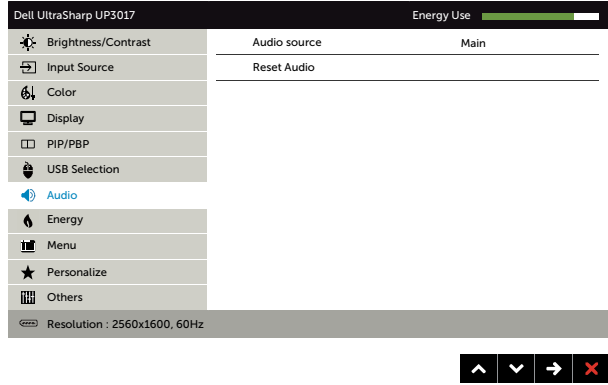 Dell UltraSharp UP3017 Energy Use
Brightness/Contrast Audio source Main
Input Source Reset Audio
Color
Display
PIP/PBP
USB Selection
Audio
Energy
Menu
Personalize
Others
Resolution : 2560x1600, 60Hz